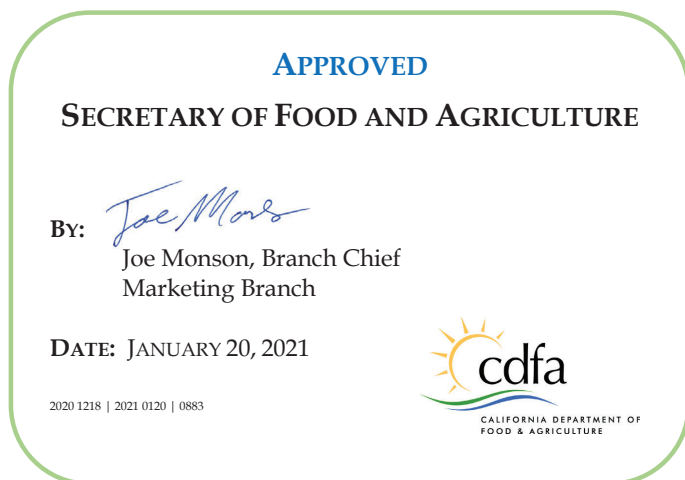 APPROVED
SECRETARY OF FOOD AND AGRICULTURE
Joe Mons
BY:
Joe Monson, Branch Chief
Marketing Branch
DATE: JANUARY 20, 2021
2020 1218 | 2021 0120 | 0883
cdfa
CALIFORNIA DEPARTMENT OF
FOOD & AGRICULTURE